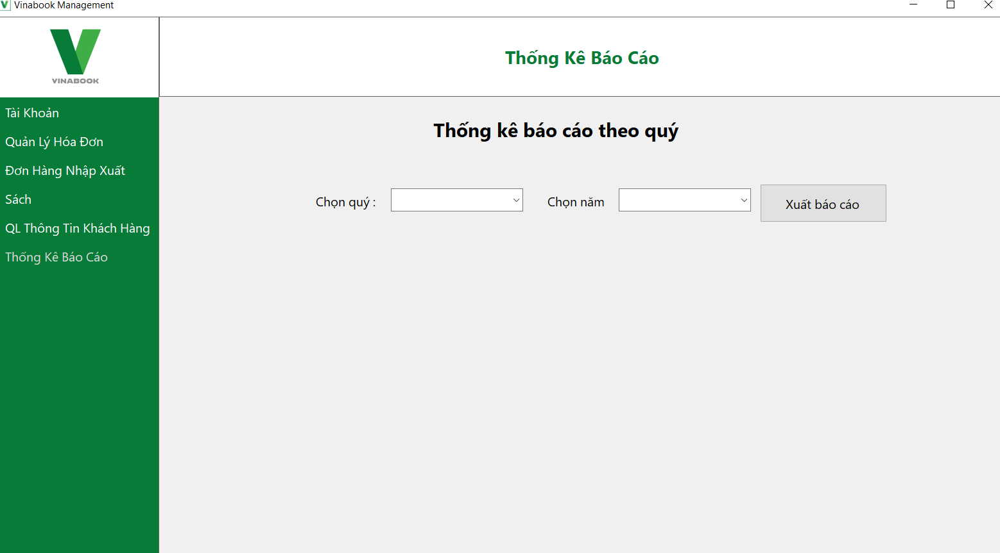 Vinabook Management
VINABOOK
Thống Kê Báo Cáo
Tài Khoản
Quản Lý Hóa Đơn
Đơn Hàng Nhập Xuất
Sách
QL Thông Tin Khách Hàng
Thống Kê Báo Cáo
Thống kê báo cáo theo quý
Chọn quý :
Chọn năm
Xuất báo cáo